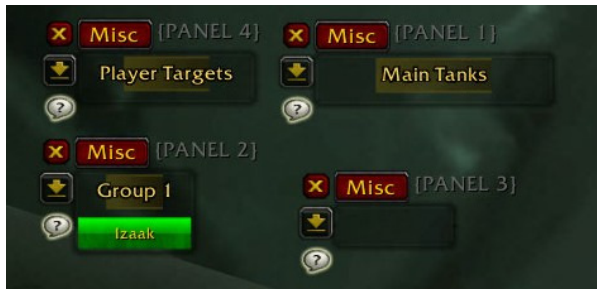 Misc {PANEL 4}
Player Targets
Misc {PANEL 1}
Main Tanks
Misc {PANEL 2}
Group 1
Izaak
Misc {PANEL 3}